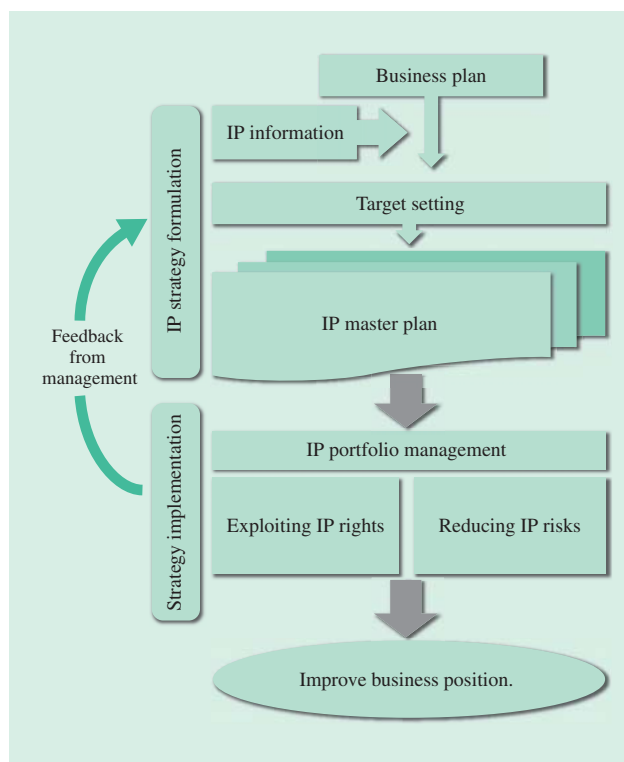 Business plan
IP information
IP strategy formulation
Target setting
IP master plan
Feedback
from
management
Strategy implementation
IP portfolio management
Exploiting IP rights
Reducing IP risks
Improve business position.